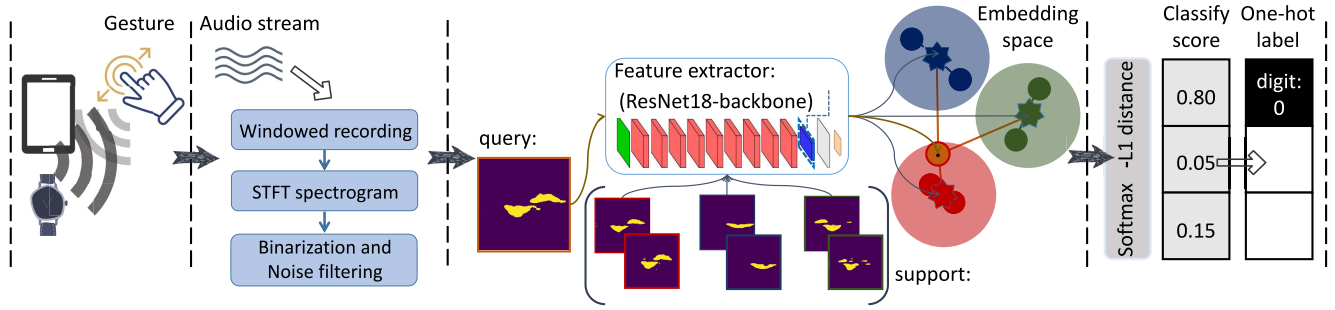 Gesture
Audio stream
Windowed recording
STFT spectrogram
Binarization and
Noise filtering
query:
Feature extractor:
(ResNet18-backbone)
support:
Embedding
space
Softmax -L1 distance
Classify
score
0.80
0.05
0.15
One-hot
label
digit:
0